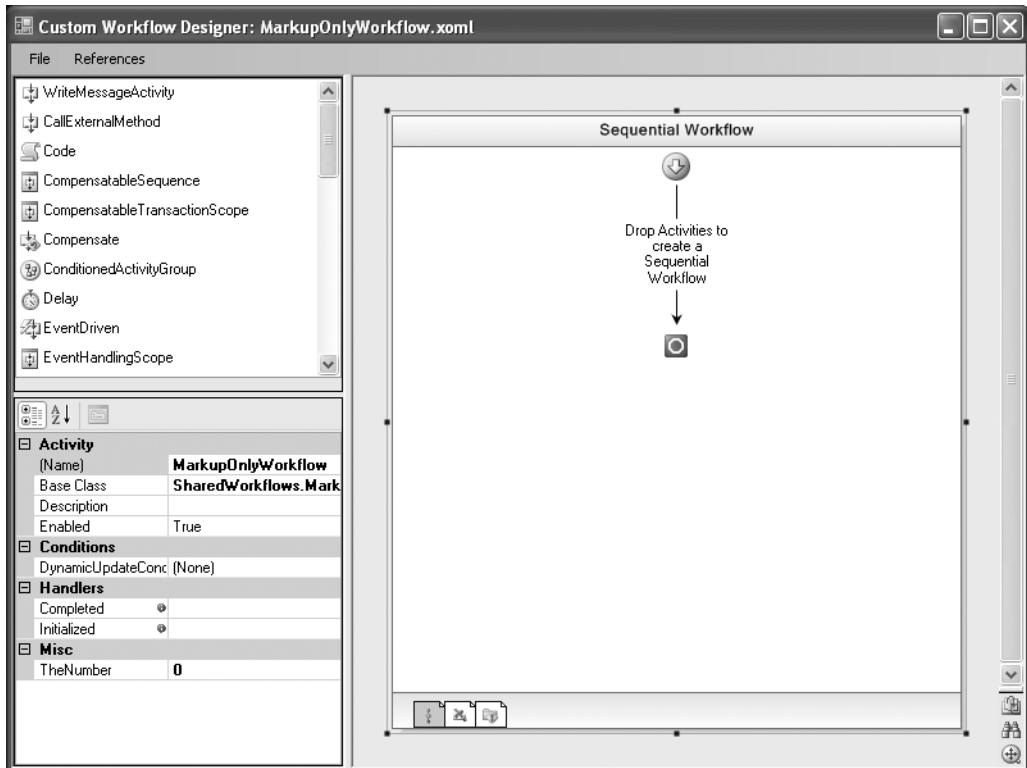 Custom Workflow Designer: MarkupOnlyWorkflow.xoml
File References
WriteMessageActivity
CallExternalMethod
Code
CompensatableSequence
CompensatableTransactionScope
Compensate
ConditionedActivityGroup
Delay
EventDriven
EventHandlingScope
Activity
(Name) MarkupOnlyWorkflow
Base Class SharedWorkflows.Mark
Description
Enabled True
Conditions
DynamicUpdateCond (None)
Handlers
Completed
Initialized
Misc
TheNumber 0
Sequential Workflow
Drop Activities to
create a
Sequential
Workflow